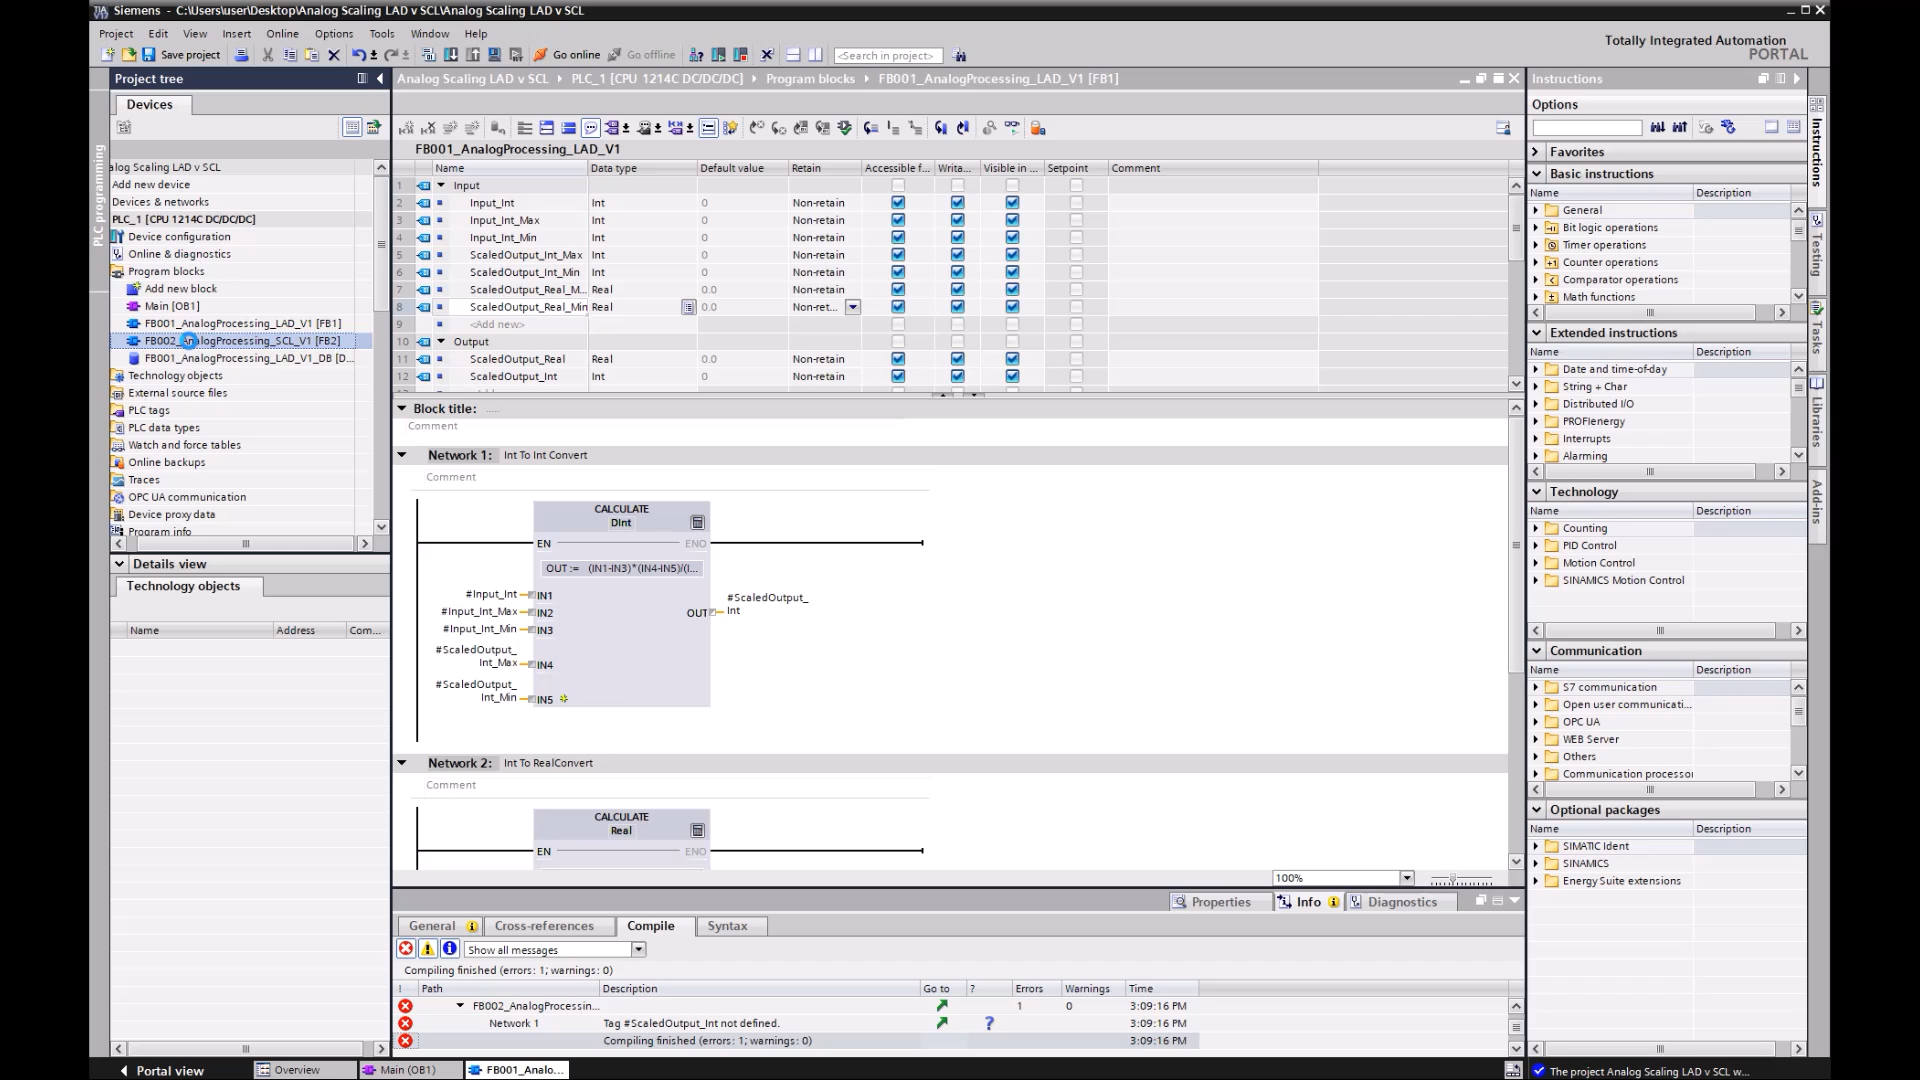 Siemens - C:\Users\user\Desktop\Analog Scaling LAD v SCL\Analog Scaling LAD v SCL
Project Edit View Insert Online Options Tools Window Help
Totally Integrated Automation
PORTAL
Save project Go online Go offline <Search in project>
Project tree
Analog Scaling LAD v SCL PLC_1 [CPU 1214C DC/DC/DC] Program blocks FB001_AnalogProcessing_LAD_V1 [FB1]
Instructions
Devices
Options
FB001_AnalogProcessing_LAD_V1
PLC programming
alog Scaling LAD v SCL
Add new device
Devices & networks
PLC_1 [CPU 1214C DC/DC/DC]
Device configuration
Online & diagnostics
Program blocks
Add new block
Main [OB1]
FB001_AnalogProcessing_LAD_V1 [FB1]
FB002_AnalogProcessing_SCL_V1 [FB2]
FB001_AnalogProcessing_LAD_V1_DB [D...
Technology objects
External source files
PLC tags
PLC data types
Watch and force tables
Online backups
Traces
OPC UA communication
Device proxy data
Program info
Details view
Technology objects
Name Address Com...
Name Data type Default value Retain Accessible f... Writa... Visible in ... Setpoint Comment
1 Input
2 Input_Int Int 0 Non-retain
3 Input_Int_Max Int 0 Non-retain
4 Input_Int_Min Int 0 Non-retain
5 ScaledOutput_Int_Max Int 0 Non-retain
6 ScaledOutput_Int_Min Int 0 Non-retain
7 ScaledOutput_Real_M... Real 0.0 Non-retain
8 ScaledOutput_Real_Min Real 0.0 Non-ret...
9 <Add new>
10 Output
11 ScaledOutput_Real Real 0.0 Non-retain
12 ScaledOutput_Int Int 0 Non-retain
Block title: .....
Comment
Network 1: Int To Int Convert
Comment
CALCULATE
DInt
EN ENO
OUT := (IN1-IN3)*(IN4-IN5)/(I...
#Input_Int IN1
#Input_Int_Max IN2
#Input_Int_Min IN3
#ScaledOutput_
Int_Max IN4
#ScaledOutput_
Int_Min IN5
#ScaledOutput_
OUT Int
Network 2: Int To RealConvert
Comment
CALCULATE
Real
EN ENO
100%
Properties Info Diagnostics
General Cross-references Compile Syntax
Show all messages
Compiling finished (errors: 1; warnings: 0)
! Path Description Go to ? Errors Warnings Time
FB002_AnalogProcessin... 1 0 3:09:16 PM
Network 1 Tag #ScaledOutput_Int not defined. 3:09:16 PM
Compiling finished (errors: 1; warnings: 0) 3:09:16 PM
Favorites
Basic instructions
Name Description
General
Bit logic operations
Timer operations
Counter operations
Comparator operations
Math functions
Extended instructions
Name Description
Date and time-of-day
String + Char
Distributed I/O
PROFIenergy
Interrupts
Alarming
Technology
Name Description
Counting
PID Control
Motion Control
SINAMICS Motion Control
Communication
Name Description
S7 communication
Open user communicati...
OPC UA
WEB Server
Others
Communication processor
Optional packages
Name Description
SIMATIC Ident
SINAMICS
Energy Suite extensions
Instructions
Testing
Tasks
Libraries
Add-ins
Portal view Overview Main (OB1) FB001_Analo... The project Analog Scaling LAD v SCL w...